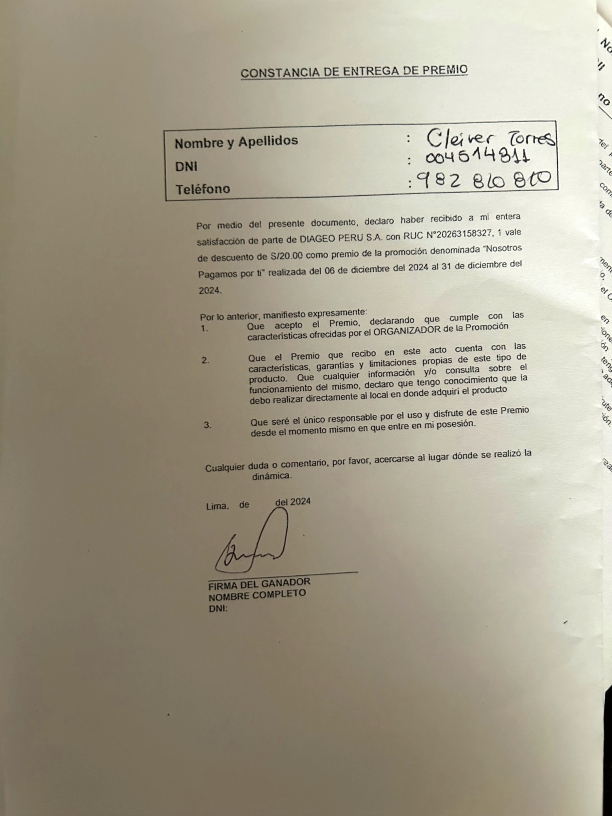 CONSTANCIA DE ENTREGA DE PREMIO
Nombre y Apellidos : Cleiver Torres
DNI : 004514811
Teléfono : 982 810 810
Por medio del presente documento, declaro haber recibido a mi entera
satisfacción de parte de DIAGEO PERU S.A. con RUC N°20263158327, 1 vale
de descuento de S/20.00 como premio de la promoción denominada "Nosotros
Pagamos por ti" realizada del 06 de diciembre del 2024 al 31 de diciembre del
2024.
Por lo anterior, manifiesto expresamente:
1. Que acepto el Premio, declarando que cumple con las
características ofrecidas por el ORGANIZADOR de la Promoción
2. Que el Premio que recibo en este acto cuenta con las
características, garantías y limitaciones propias de este tipo de
producto. Que cualquier información y/o consulta sobre el
funcionamiento del mismo, declaro que tengo conocimiento que la
debo realizar directamente al local en donde adquirí el producto
3. Que seré el único responsable por el uso y disfrute de este Premio
desde el momento mismo en que entre en mi posesión.
Cualquier duda o comentario, por favor, acercarse al lugar dónde se realizó la
dinámica.
Lima, de del 2024
FIRMA DEL GANADOR
NOMBRE COMPLETO
DNI: